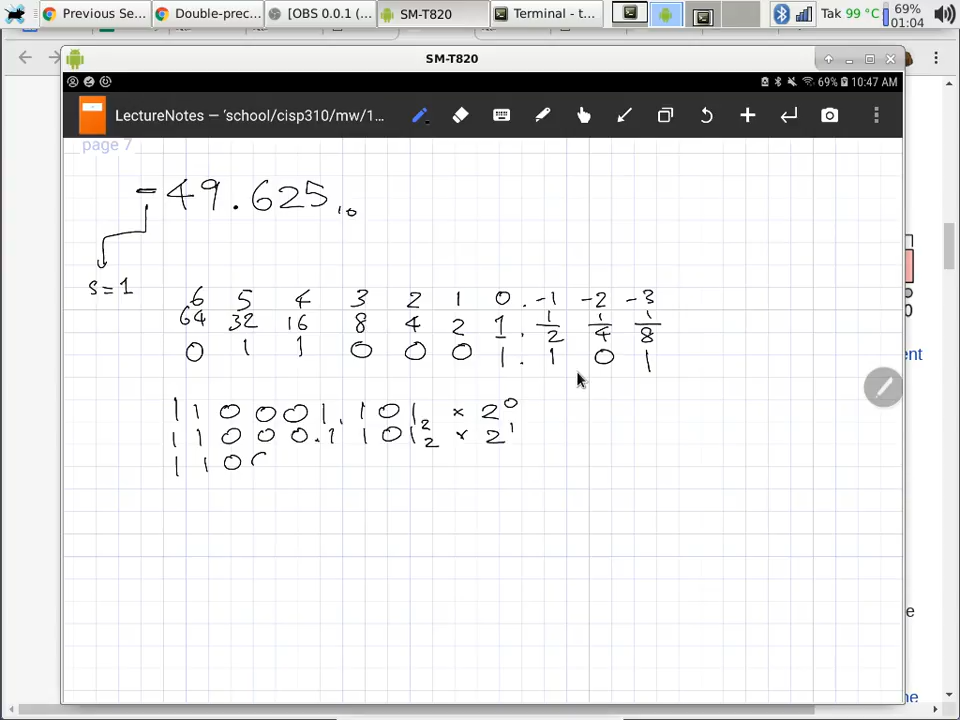 Previous Se... Double-prec... [OBS 0.0.1 (... SM-T820 Terminal - t... Tak 99 °C 69% 01:04
SM-T820
69% 10:47 AM
LectureNotes — 'school/cisp310/mw/1...
page 7
- 49.625₁₀
s=1
6 5 4 3 2 1 0 . -1 -2 -3
64 32 16 8 4 2 1 . 1/2 1/4 1/8
0 1 1 0 0 0 1 . 1 0 1
110001.101₂ × 2⁰
11000.1101₂ × 2¹
110
ent
e
ne